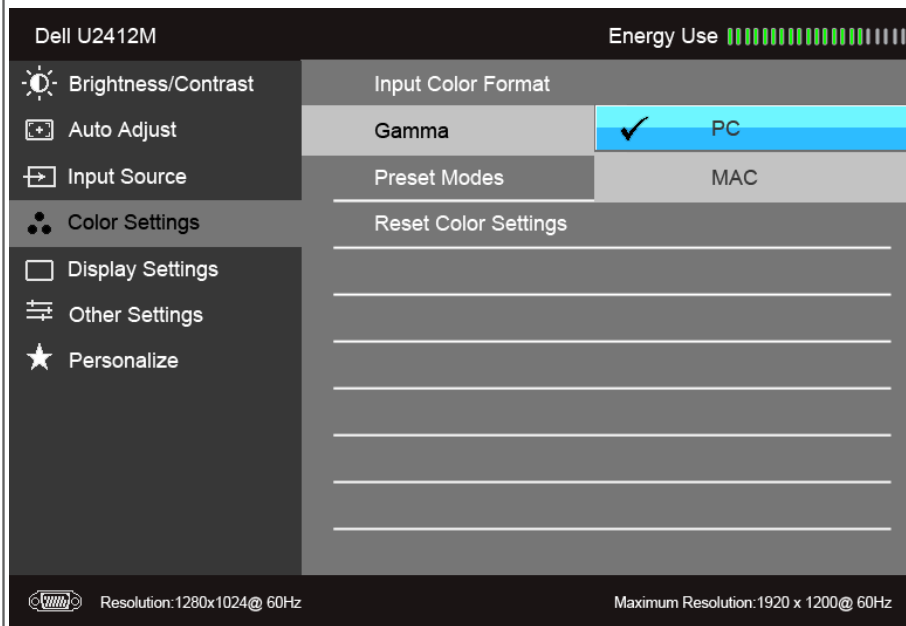 Dell U2412M Energy Use
Brightness/Contrast Input Color Format
Auto Adjust Gamma PC
Input Source Preset Modes MAC
Color Settings Reset Color Settings
Display Settings
Other Settings
Personalize
Resolution:1280x1024@ 60Hz Maximum Resolution:1920 x 1200@ 60Hz